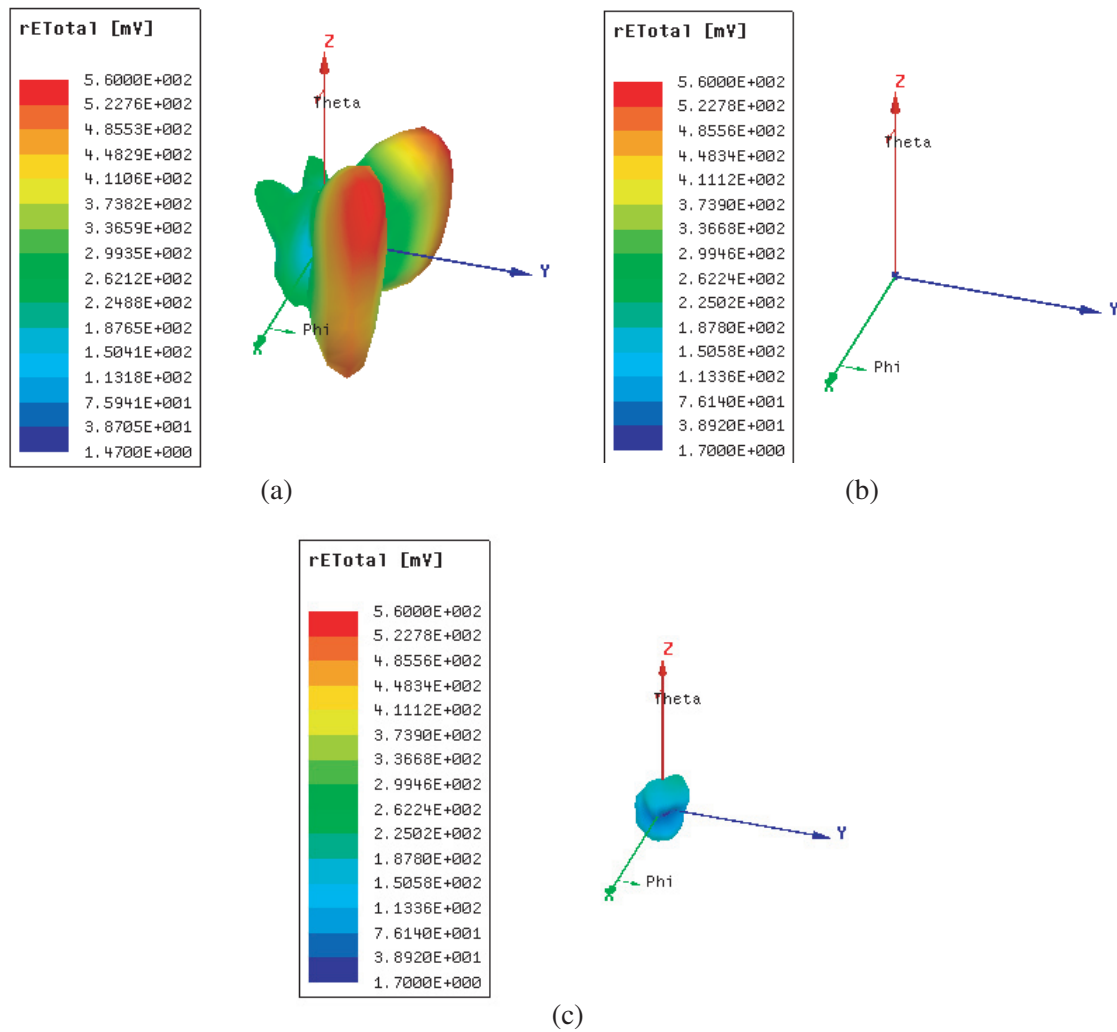 rETotal [mV]
5.6000E+002
5.2276E+002
4.8553E+002
4.4829E+002
4.1106E+002
3.7382E+002
3.3659E+002
2.9935E+002
2.6212E+002
2.2488E+002
1.8765E+002
1.5041E+002
1.1318E+002
7.5941E+001
3.8705E+001
1.4700E+000
Z
Theta
Y
Phi
X
(a)
rETotal [mV]
5.6000E+002
5.2278E+002
4.8556E+002
4.4834E+002
4.1112E+002
3.7390E+002
3.3668E+002
2.9946E+002
2.6224E+002
2.2502E+002
1.8780E+002
1.5058E+002
1.1336E+002
7.6140E+001
3.8920E+001
1.7000E+000
Z
Theta
Y
Phi
X
(b)
rETotal [mV]
5.6000E+002
5.2278E+002
4.8556E+002
4.4834E+002
4.1112E+002
3.7390E+002
3.3668E+002
2.9946E+002
2.6224E+002
2.2502E+002
1.8780E+002
1.5058E+002
1.1336E+002
7.6140E+001
3.8920E+001
1.7000E+000
Z
Theta
Y
Phi
X
(c)